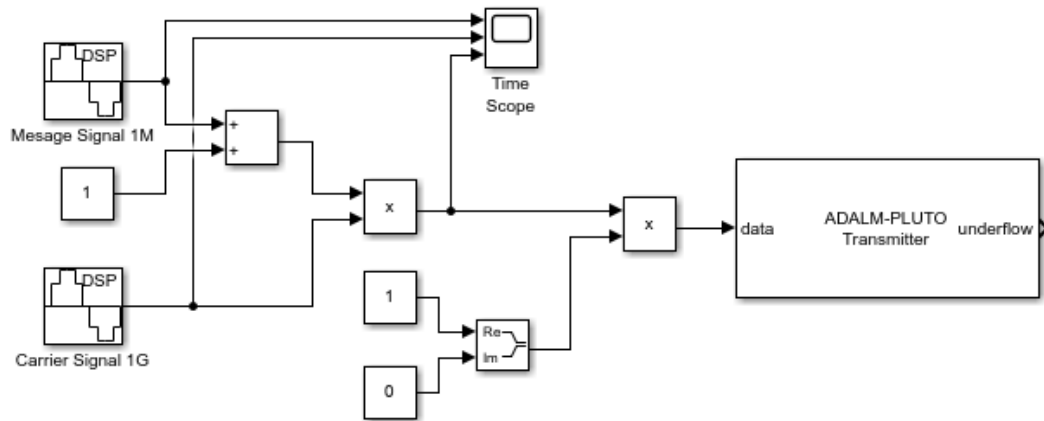 DSP
Mesage Signal 1M
Time
Scope
+
+
1
x
x
data
ADALM-PLUTO
Transmitter
underflow
DSP
Carrier Signal 1G
1
Re
Im
0